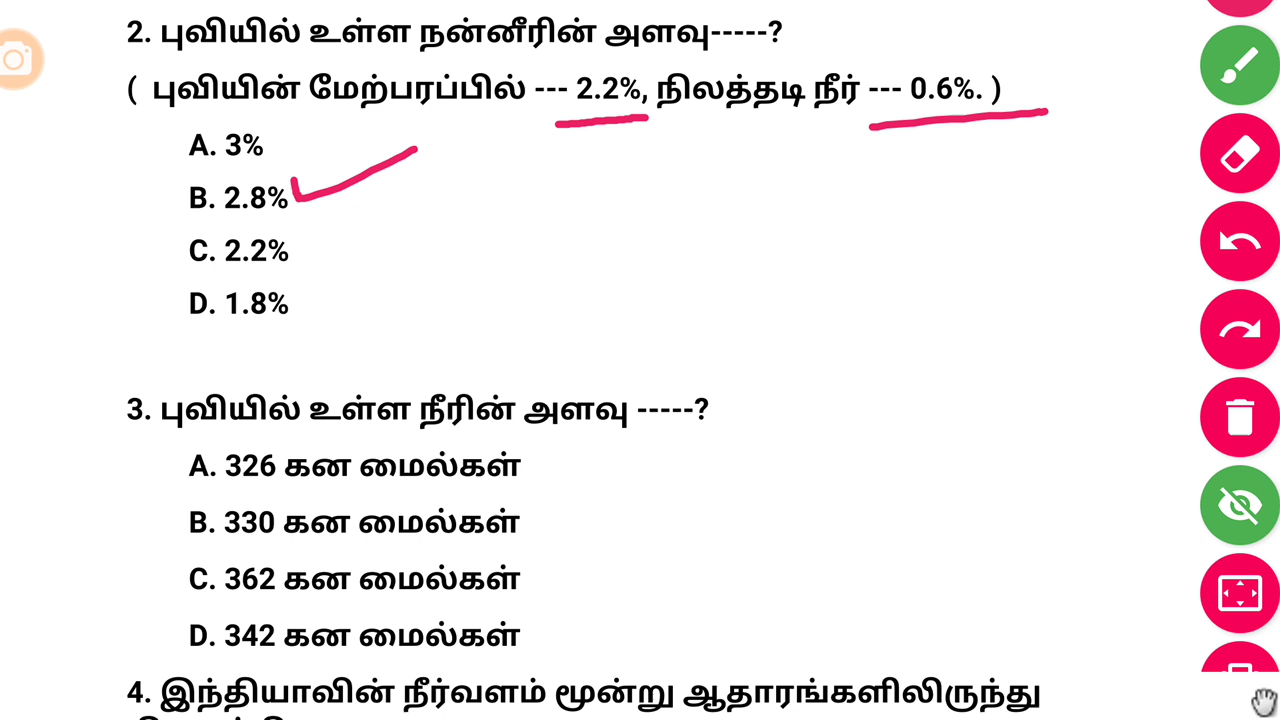 2. புவியில் உள்ள நன்னீரின் அளவு-----?
( புவியின் மேற்பரப்பில் --- 2.2%, நிலத்தடி நீர் --- 0.6%. )
A. 3%
B. 2.8%
C. 2.2%
D. 1.8%
3. புவியில் உள்ள நீரின் அளவு -----?
A. 326 கன மைல்கள்
B. 330 கன மைல்கள்
C. 362 கன மைல்கள்
D. 342 கன மைல்கள்
4. இந்தியாவின் நீர்வளம் மூன்று ஆதாரங்களிலிருந்து